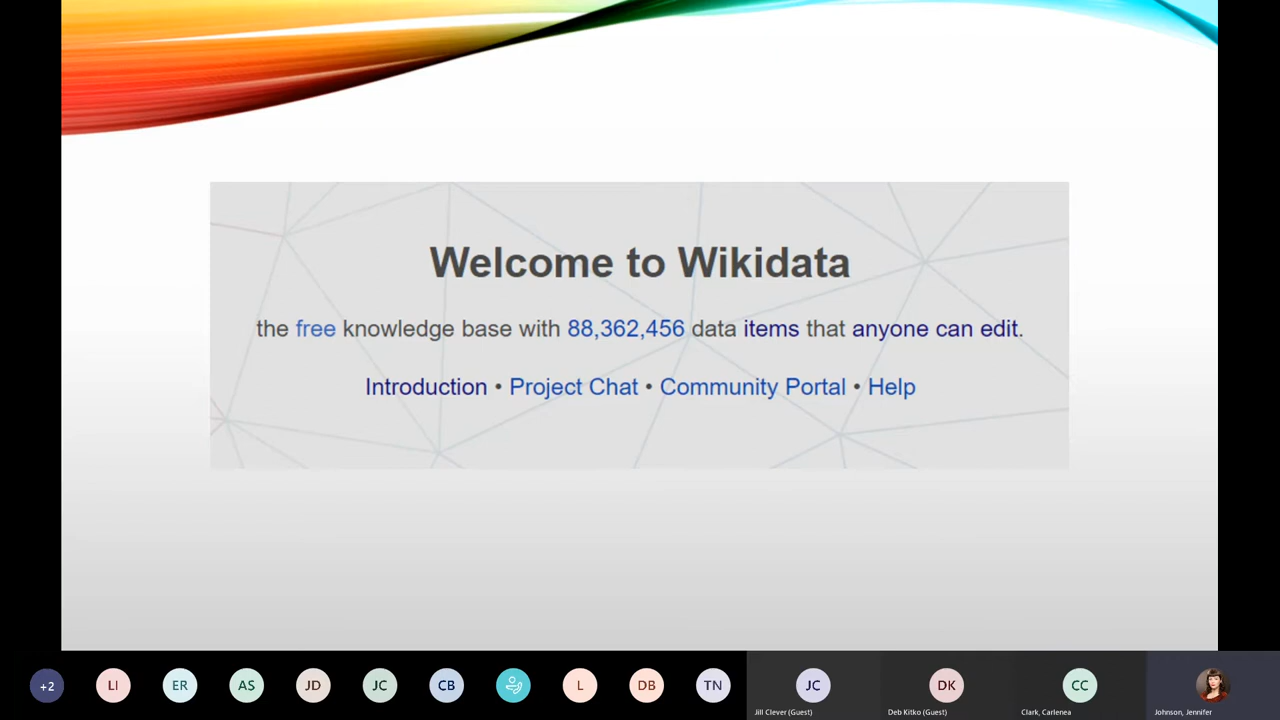 Welcome to Wikidata
the free knowledge base with 88,362,456 data items that anyone can edit.
Introduction • Project Chat • Community Portal • Help
+2
LI
ER
AS
JD
JC
CB
L
DB
TN
JC
DK
CC
Jill Clever (Guest)
Deb Kitko (Guest)
Clark, Carlenea
Johnson, Jennifer